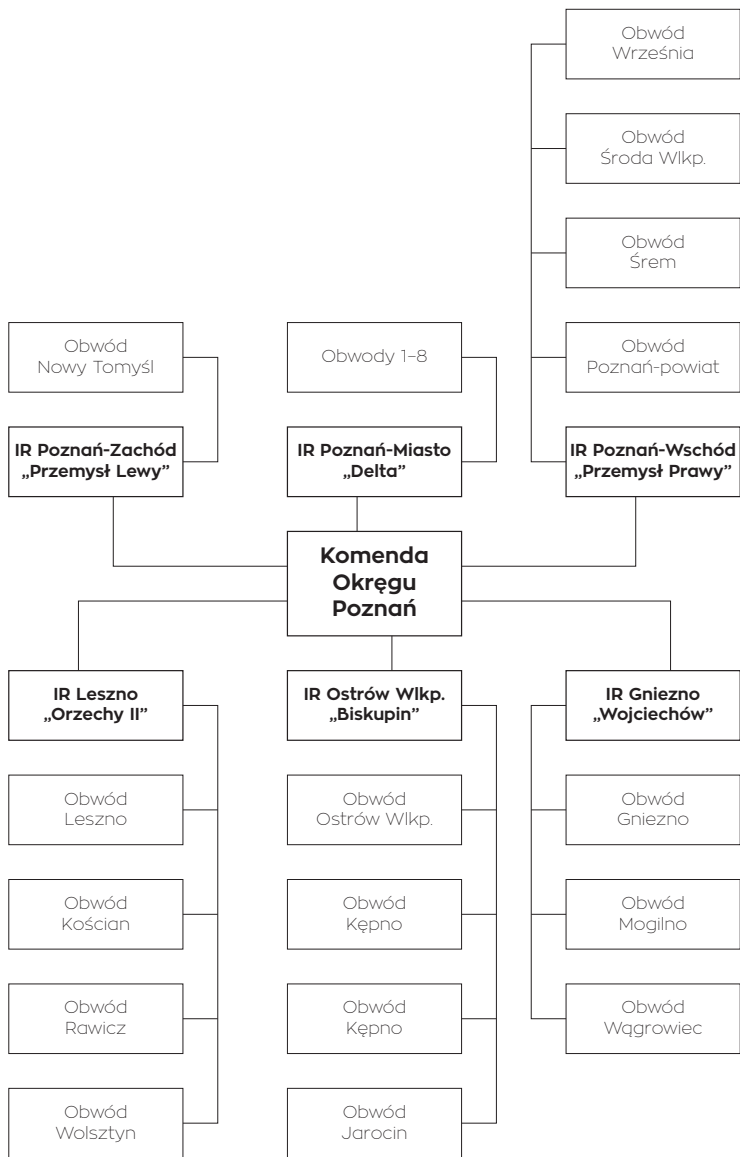 Obwód
Września
Obwód
Środa Wlkp.
Obwód
Śrem
Obwód
Nowy Tomyśl
Obwody 1–8
Obwód
Poznań-powiat
IR Poznań-Zachód
„Przemysł Lewy”
IR Poznań-Miasto
„Delta”
IR Poznań-Wschód
„Przemysł Prawy”
Komenda
Okręgu
Poznań
IR Leszno
„Orzechy II”
IR Ostrów Wlkp.
„Biskupin”
IR Gniezno
„Wojciechów”
Obwód
Leszno
Obwód
Ostrów Wlkp.
Obwód
Gniezno
Obwód
Kościan
Obwód
Kępno
Obwód
Mogilno
Obwód
Rawicz
Obwód
Kępno
Obwód
Wągrowiec
Obwód
Wolsztyn
Obwód
Jarocin